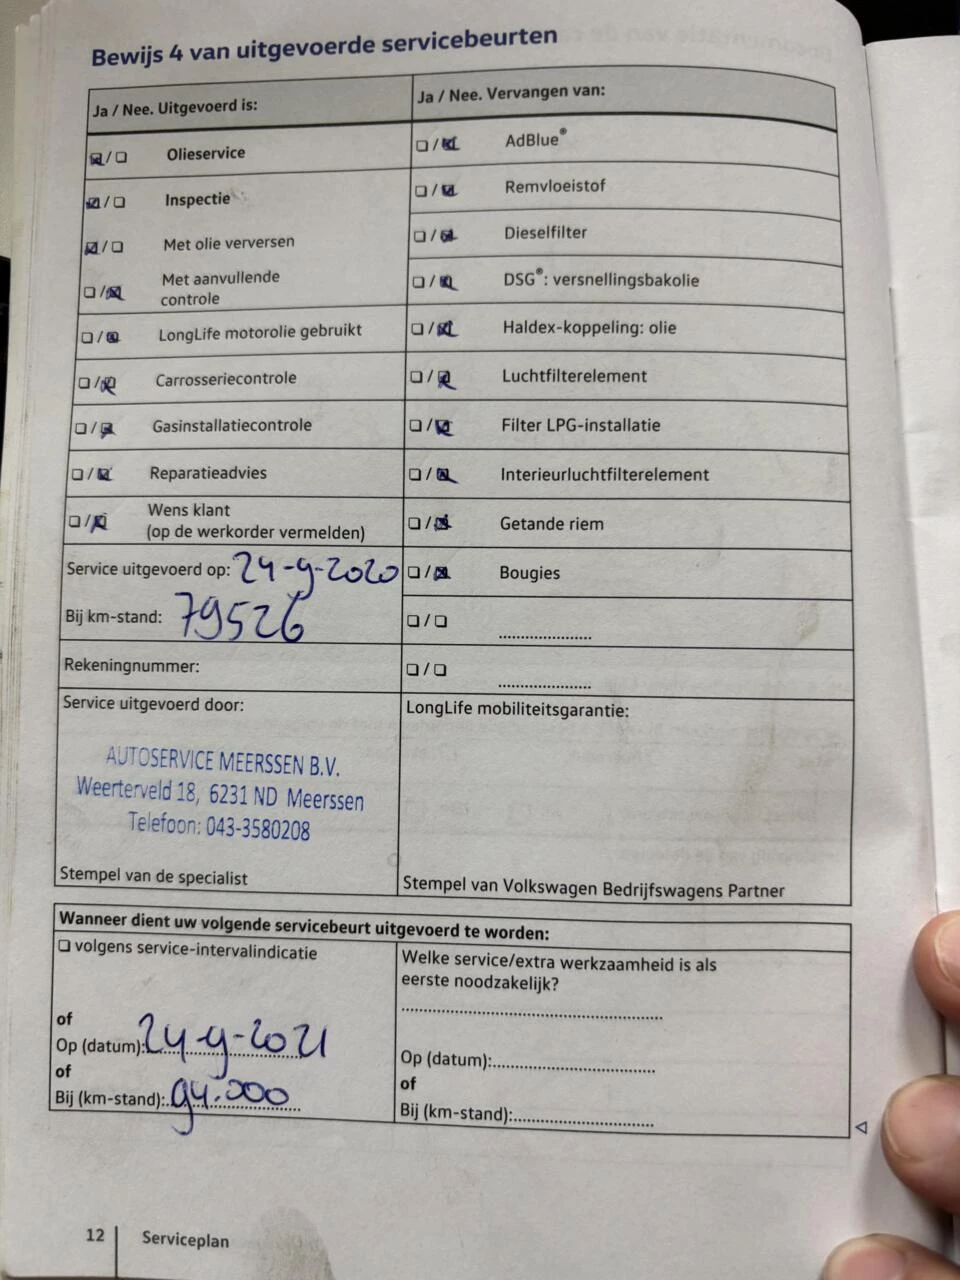 Bewijs 4 van uitgevoerde servicebeurten
Ja / Nee. Uitgevoerd is:
Olieservice
Inspectie
Met olie verversen
Met aanvullende
controle
LongLife motorolie gebruikt
Carrosseriecontrole
Gasinstallatiecontrole
Reparatieadvies
Wens klant
(op de werkorder vermelden)
Service uitgevoerd op: 24-9-2020
Bij km-stand: 79526
Rekeningnummer:
Service uitgevoerd door:
AUTOSERVICE MEERSSEN B.V.
Weerterveld 18, 6231 ND Meerssen
Telefoon: 043-3580208
Stempel van de specialist
Ja / Nee. Vervangen van:
AdBlue®
Remvloeistof
Dieselfilter
DSG®: versnellingsbakolie
Haldex-koppeling: olie
Luchtfilterelement
Filter LPG-installatie
Interieurluchtfilterelement
Getande riem
Bougies
LongLife mobiliteitsgarantie:
Stempel van Volkswagen Bedrijfswagens Partner
Wanneer dient uw volgende servicebeurt uitgevoerd te worden:
volgens service-intervalindicatie
of
Op (datum): 24-9-2021
of
Bij (km-stand): 94.000
Welke service/extra werkzaamheid is als
eerste noodzakelijk?
Op (datum):
of
Bij (km-stand):
12 Serviceplan